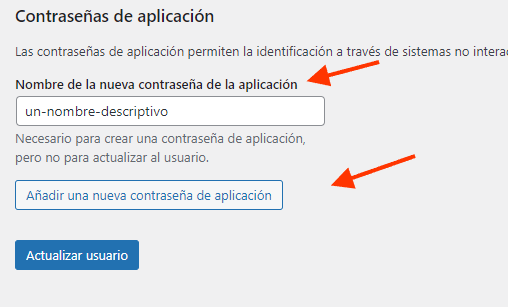 Contraseñas de aplicación
Las contraseñas de aplicación permiten la identificación a través de sistemas no
Nombre de la nueva contraseña de la aplicación
un-nombre-descriptivo
Necesario para crear una contraseña de aplicación,
pero no para actualizar al usuario.
Añadir una nueva contraseña de aplicación
Actualizar usuario